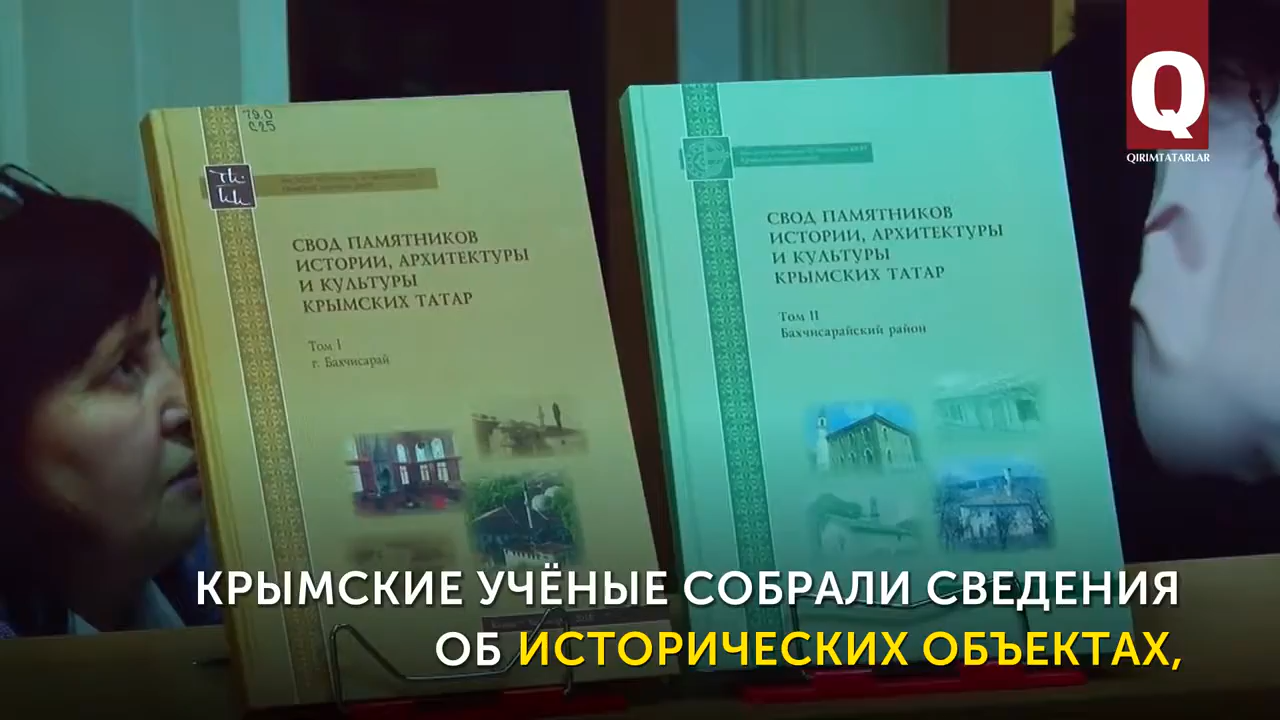 Q
QIRIMTATARLAR
79.0
С25
СВОД ПАМЯТНИКОВ
ИСТОРИИ, АРХИТЕКТУРЫ
И КУЛЬТУРЫ
КРЫМСКИХ ТАТАР
Том I
г. Бахчисарай
СВОД ПАМЯТНИКОВ
ИСТОРИИ, АРХИТЕКТУРЫ
И КУЛЬТУРЫ
КРЫМСКИХ ТАТАР
Том II
Бахчисарайский район
КРЫМСКИЕ УЧЁНЫЕ СОБРАЛИ СВЕДЕНИЯ
ОБ ИСТОРИЧЕСКИХ ОБЪЕКТАХ,